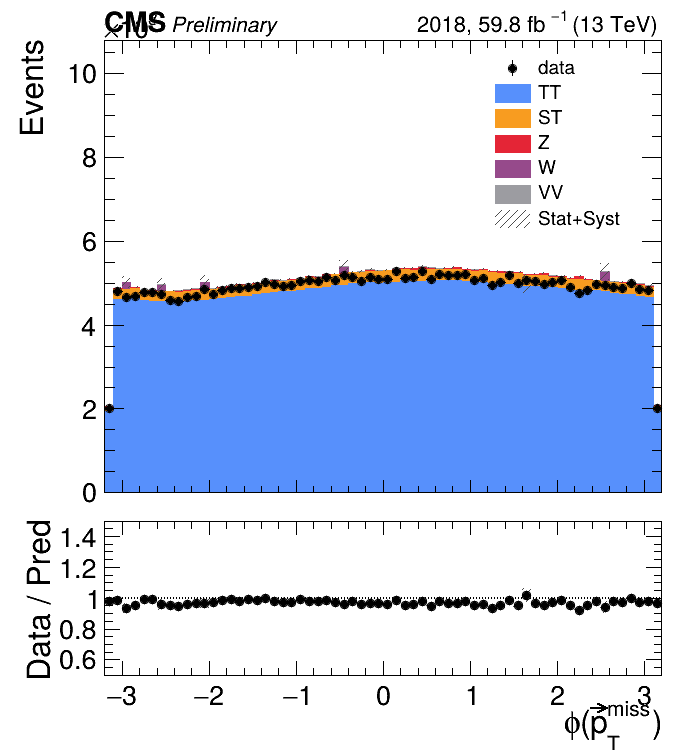 CMS Preliminary 2018, 59.8 fb⁻¹ (13 TeV)
Events
10
8
6
4
2
0
data
TT
ST
Z
W
VV
Stat+Syst
Data / Pred
1.4
1.2
1
0.8
0.6
−3 −2 −1 0 1 2 3
ϕ(p⃗_T^miss)